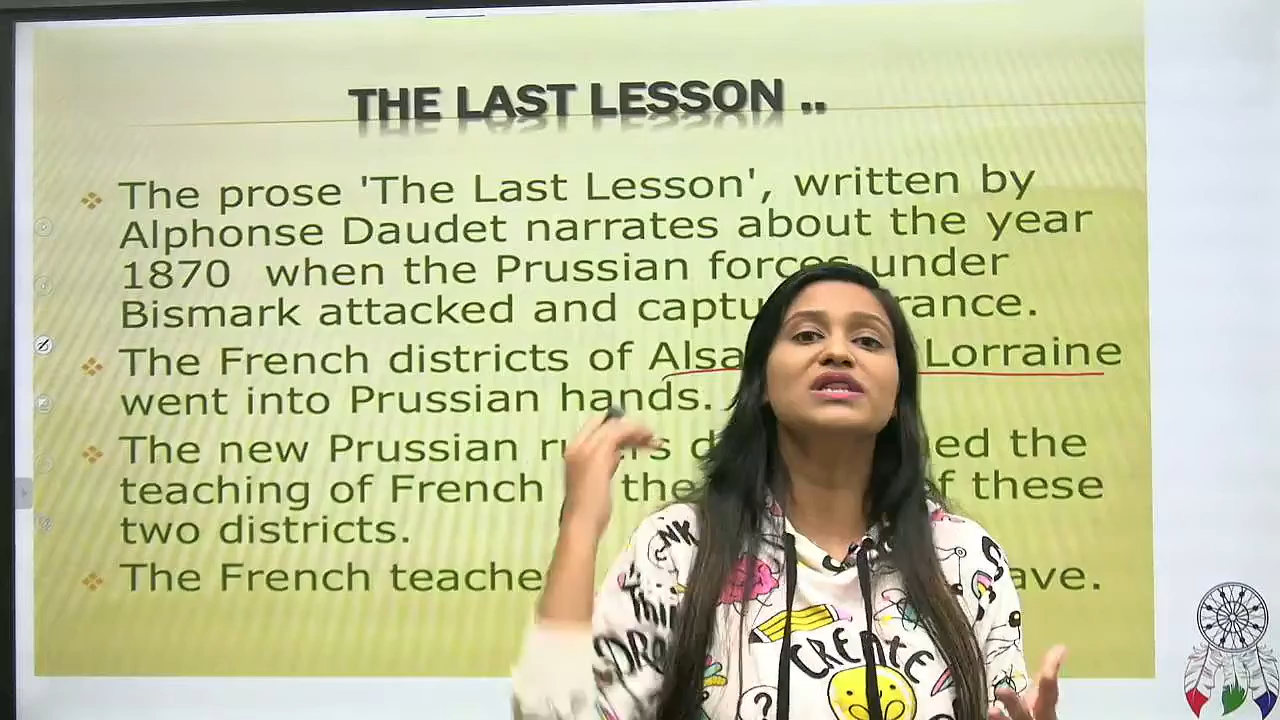 THE LAST LESSON ..
The prose 'The Last Lesson', written by
Alphonse Daudet narrates about the year
1870 when the Prussian forces under
Bismark attacked and captu rance.
The French districts of Alsa Lorraine
went into Prussian hands.
The new Prussian r rs d ed the
teaching of French the f these
two districts.
The French teache ave.
CREATE